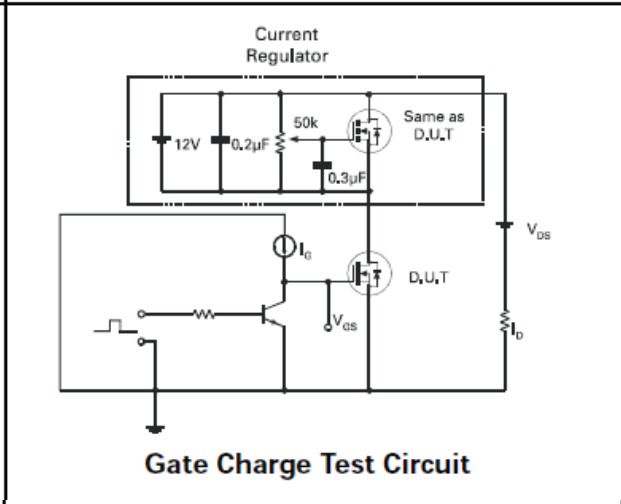 Current
Regulator
12V
0.2µF
50k
Same as
D.U.T
0.3µF
V_DS
I_G
D.U.T
V_GS
I_D
Gate Charge Test Circuit